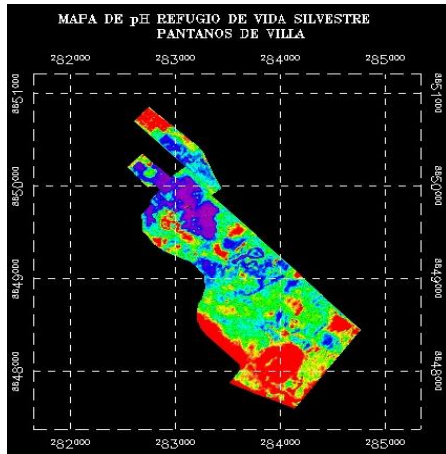 MAPA DE pH REFUGIO DE VIDA SILVESTRE
PANTANOS DE VILLA
282000 283000 284000 285000
8851000 8851000
8850000 8850000
8849000 8849000
8848000 8848000
282000 283000 284000 285000